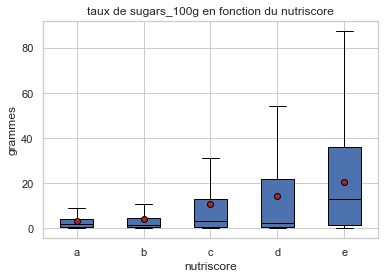 taux de sugars_100g en fonction du nutriscore
grammes
80
60
40
20
0
a b c d e
nutriscore